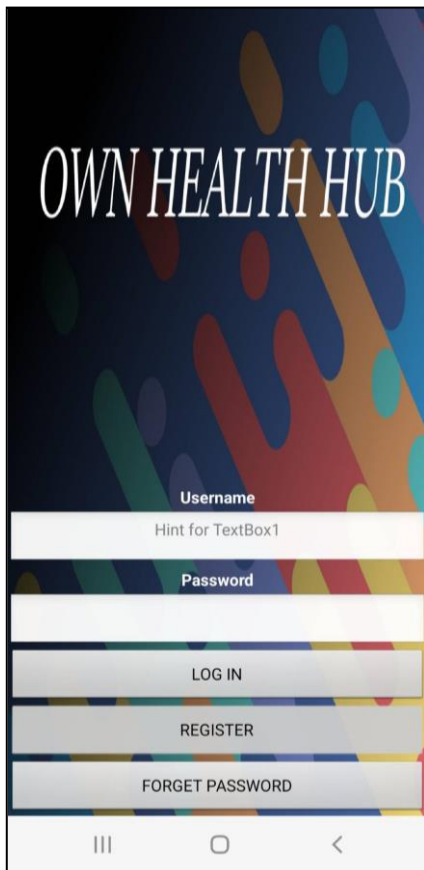 OWN HEALTH HUB
Username
Hint for TextBox1
Password
LOG IN
REGISTER
FORGET PASSWORD